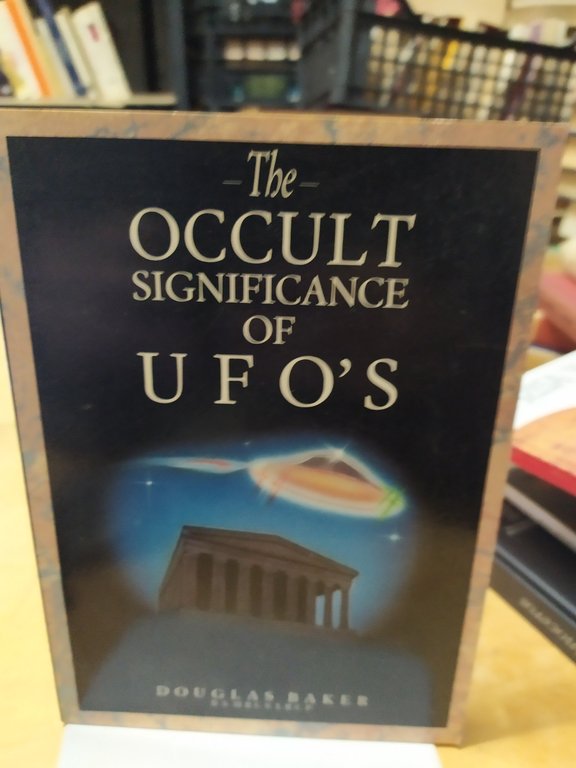 The
OCCULT
SIGNIFICANCE
OF
U F O'S
DOUGLAS BAKER